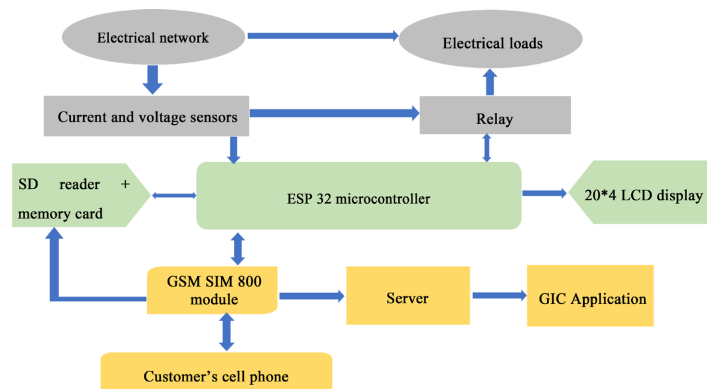 Electrical network
Electrical loads
Current and voltage sensors
Relay
SD reader +
memory card
ESP 32 microcontroller
20*4 LCD display
GSM SIM 800
module
Server
GIC Application
Customer's cell phone